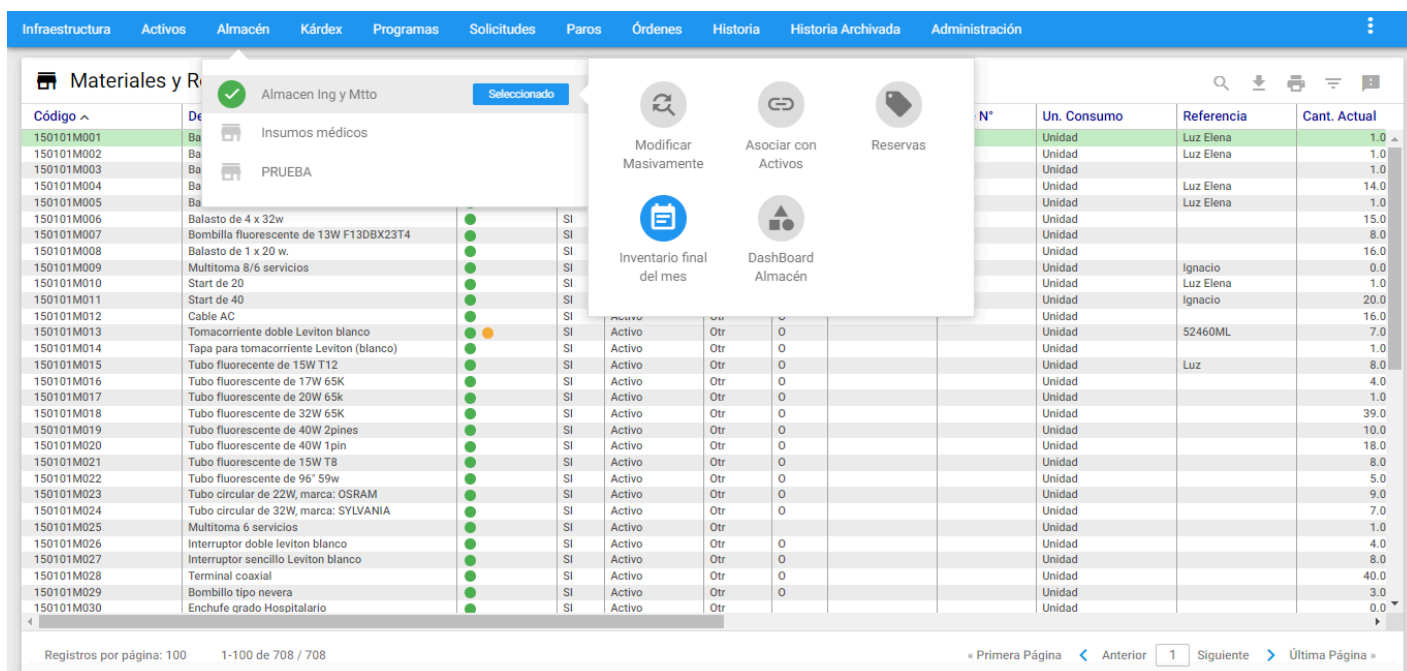 Infraestructura Activos Almacén Kárdex Programas Solicitudes Paros Órdenes Historia Historia Archivada Administración
Materiales y R
Almacen Ing y Mtto Seleccionado
Insumos médicos
PRUEBA
Modificar Masivamente
Asociar con Activos
Reservas
Inventario final del mes
DashBoard Almacén
Código De N° Un. Consumo Referencia Cant. Actual
150101M001 Ba Unidad Luz Elena 1.0
150101M002 Ba Unidad Luz Elena 1.0
150101M003 Ba Unidad 1.0
150101M004 Ba Unidad Luz Elena 14.0
150101M005 Ba Unidad Luz Elena 1.0
150101M006 Balasto de 4 x 32w SI Unidad 15.0
150101M007 Bombilla fluorescente de 13W F13DBX23T4 SI Unidad 8.0
150101M008 Balasto de 1 x 20 w. SI Unidad 16.0
150101M009 Multitoma 8/6 servicios SI Unidad Ignacio 0.0
150101M010 Start de 20 SI Unidad Luz Elena 1.0
150101M011 Start de 40 SI Unidad Ignacio 20.0
150101M012 Cable AC SI Activo Otr O Unidad 16.0
150101M013 Tomacorriente doble Leviton blanco SI Activo Otr O Unidad 52460ML 7.0
150101M014 Tapa para tomacorriente Leviton (blanco) SI Activo Otr O Unidad 1.0
150101M015 Tubo fluorecente de 15W T12 SI Activo Otr O Unidad Luz 8.0
150101M016 Tubo fluorescente de 17W 65K SI Activo Otr O Unidad 4.0
150101M017 Tubo fluorescente de 20W 65k SI Activo Otr O Unidad 1.0
150101M018 Tubo fluorescente de 32W 65K SI Activo Otr O Unidad 39.0
150101M019 Tubo fluorescente de 40W 2pines SI Activo Otr O Unidad 10.0
150101M020 Tubo fluorescente de 40W 1pin SI Activo Otr O Unidad 18.0
150101M021 Tubo fluorescente de 15W T8 SI Activo Otr O Unidad 8.0
150101M022 Tubo fluorescente de 96" 59w SI Activo Otr O Unidad 5.0
150101M023 Tubo circular de 22W, marca: OSRAM SI Activo Otr O Unidad 9.0
150101M024 Tubo circular de 32W, marca: SYLVANIA SI Activo Otr O Unidad 7.0
150101M025 Multitoma 6 servicios SI Activo Otr Unidad 1.0
150101M026 Interruptor doble leviton blanco SI Activo Otr O Unidad 4.0
150101M027 Interruptor sencillo Leviton blanco SI Activo Otr O Unidad 8.0
150101M028 Terminal coaxial SI Activo Otr O Unidad 40.0
150101M029 Bombillo tipo nevera SI Activo Otr O Unidad 3.0
150101M030 Enchufe grado Hospitalario SI Activo Otr Unidad 0.0
Registros por página: 100 1-100 de 708 / 708 « Primera Página Anterior 1 Siguiente Última Página »